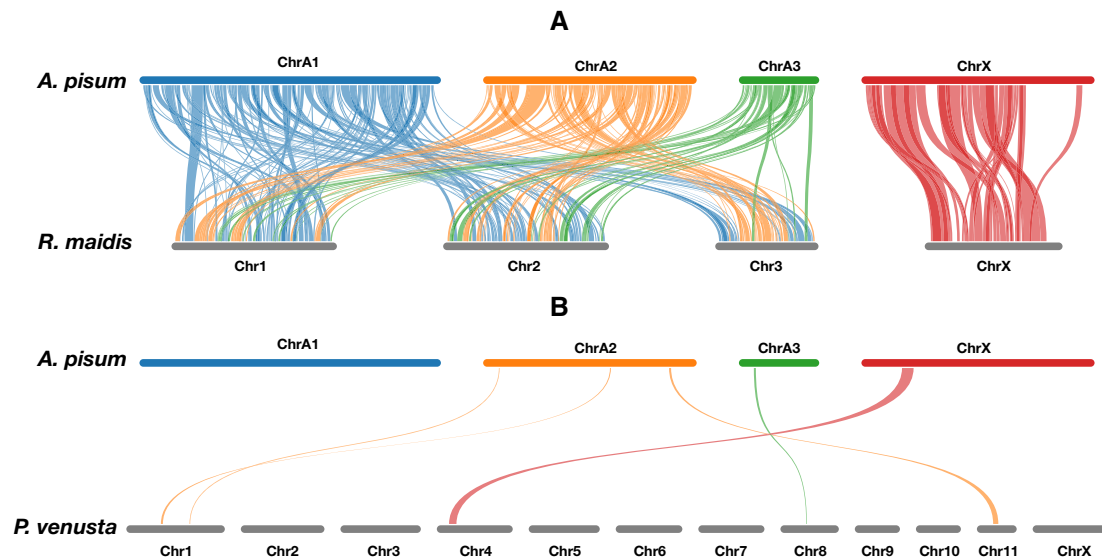 A
ChrA1 ChrA2 ChrA3 ChrX
A. pisum
R. maidis
Chr1 Chr2 Chr3 ChrX
B
ChrA1 ChrA2 ChrA3 ChrX
A. pisum
P. venusta
Chr1 Chr2 Chr3 Chr4 Chr5 Chr6 Chr7 Chr8 Chr9 Chr10 Chr11 ChrX